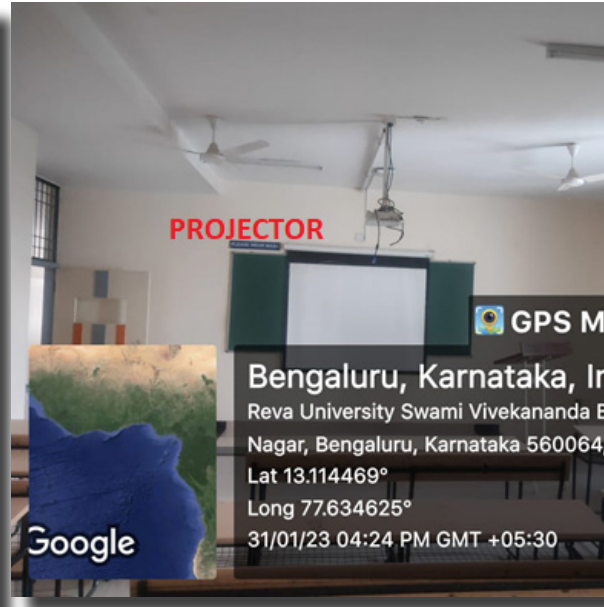 PROJECTOR
GPS M
Bengaluru, Karnataka, In
Reva University Swami Vivekananda B
Nagar, Bengaluru, Karnataka 560064,
Lat 13.114469°
Long 77.634625°
31/01/23 04:24 PM GMT +05:30
Google